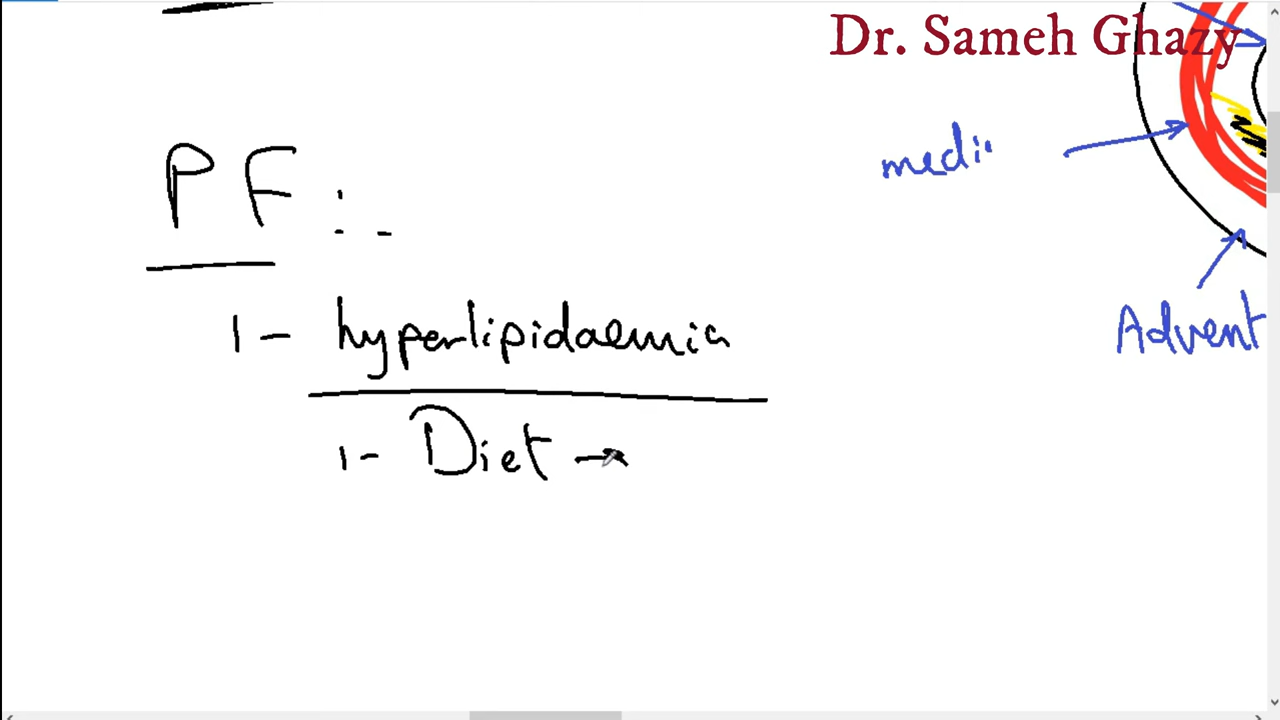 Dr. Sameh Ghazy
medi
PF:-
Advent
1- hyperlipidaemia
1- Diet →